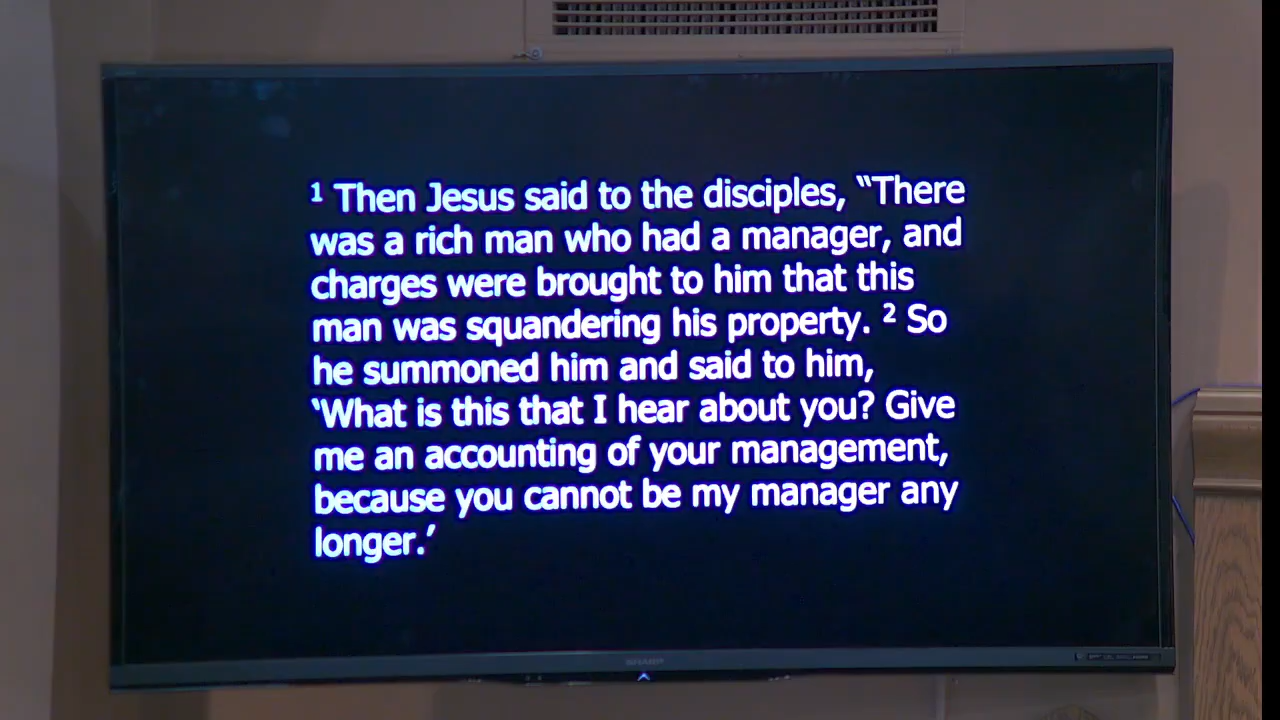 ¹ Then Jesus said to the disciples, “There
was a rich man who had a manager, and
charges were brought to him that this
man was squandering his property. ² So
he summoned him and said to him,
‘What is this that I hear about you? Give
me an accounting of your management,
because you cannot be my manager any
longer.’
SHARP